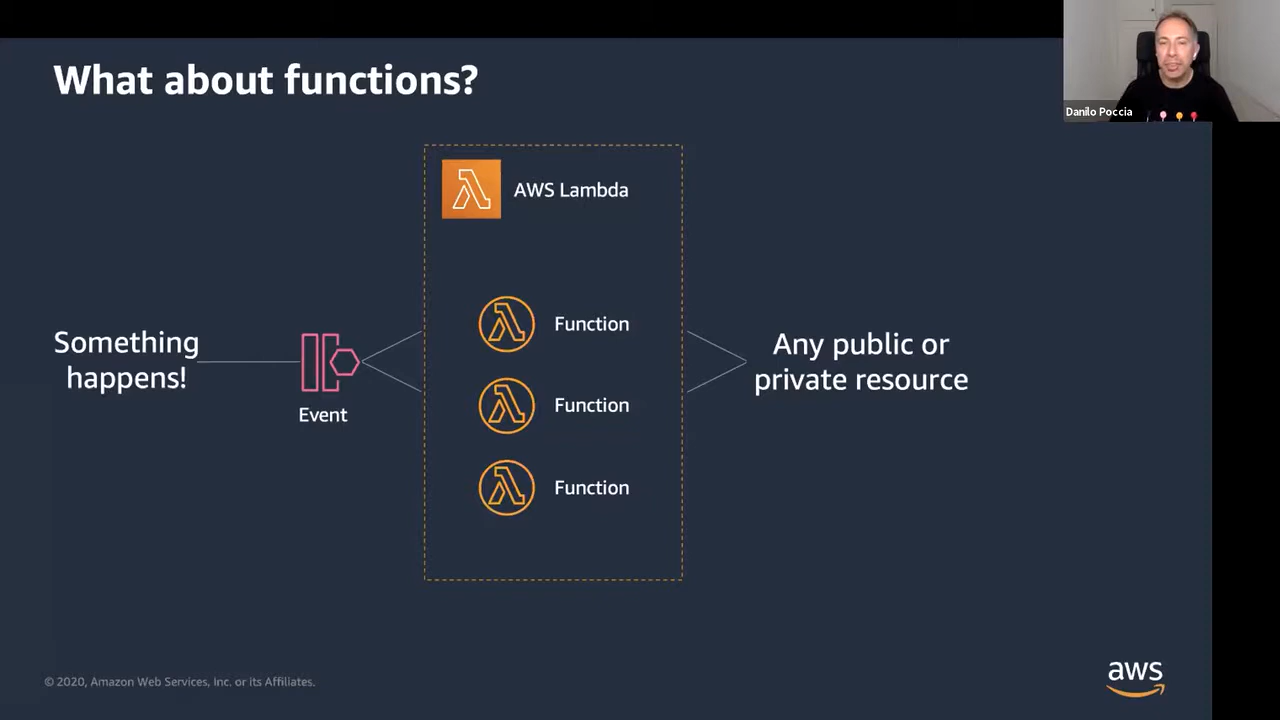 What about functions?
Danilo Poccia
AWS Lambda
Something
happens!
Event
Function
Function
Function
Any public or
private resource
© 2020, Amazon Web Services, Inc. or its Affiliates.
aws